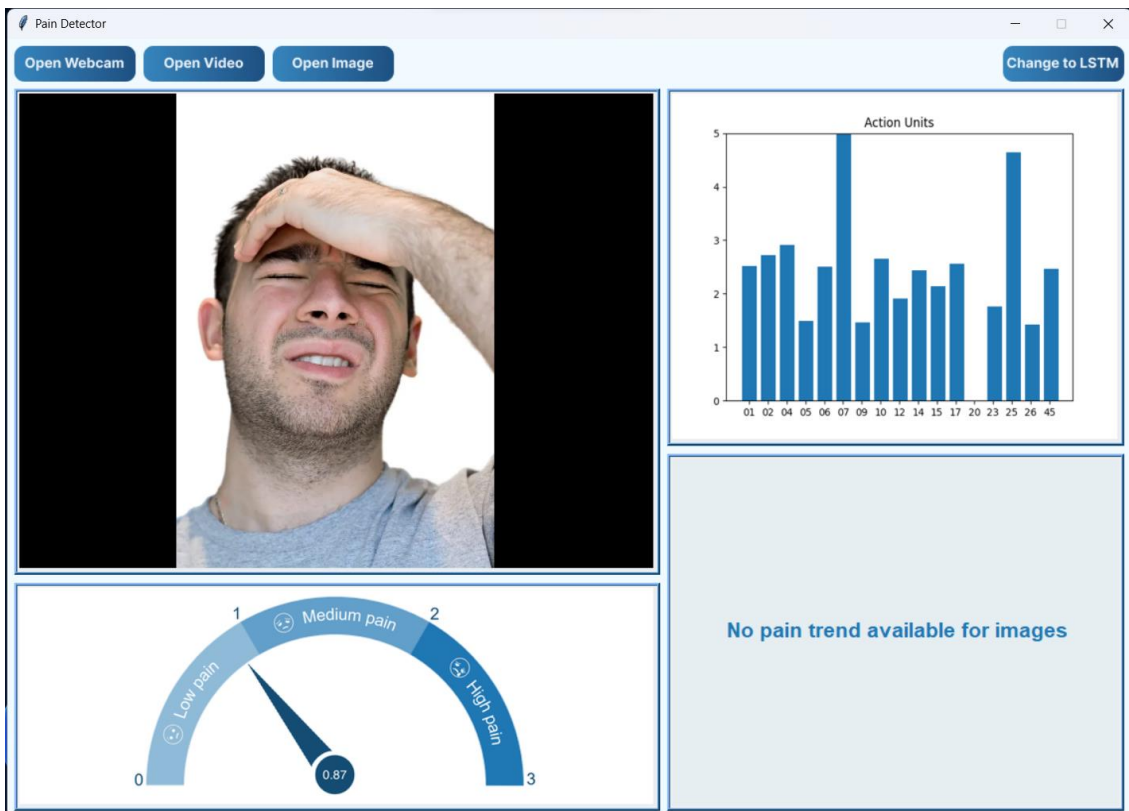 Pain Detector
Open Webcam Open Video Open Image Change to LSTM
Action Units
5
4
3
2
1
0
01 02 04 05 06 07 09 10 12 14 15 17 20 23 25 26 45
0
Low pain
1
Medium pain
2
High pain
3
0.87
No pain trend available for images